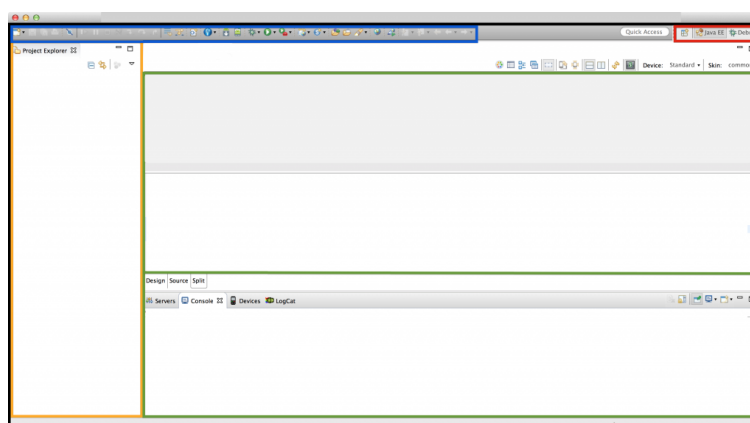 Quick Access
Java EE
Debu
Project Explorer
Device: Standard
Skin: commo
Design Source Split
Servers Console Devices LogCat